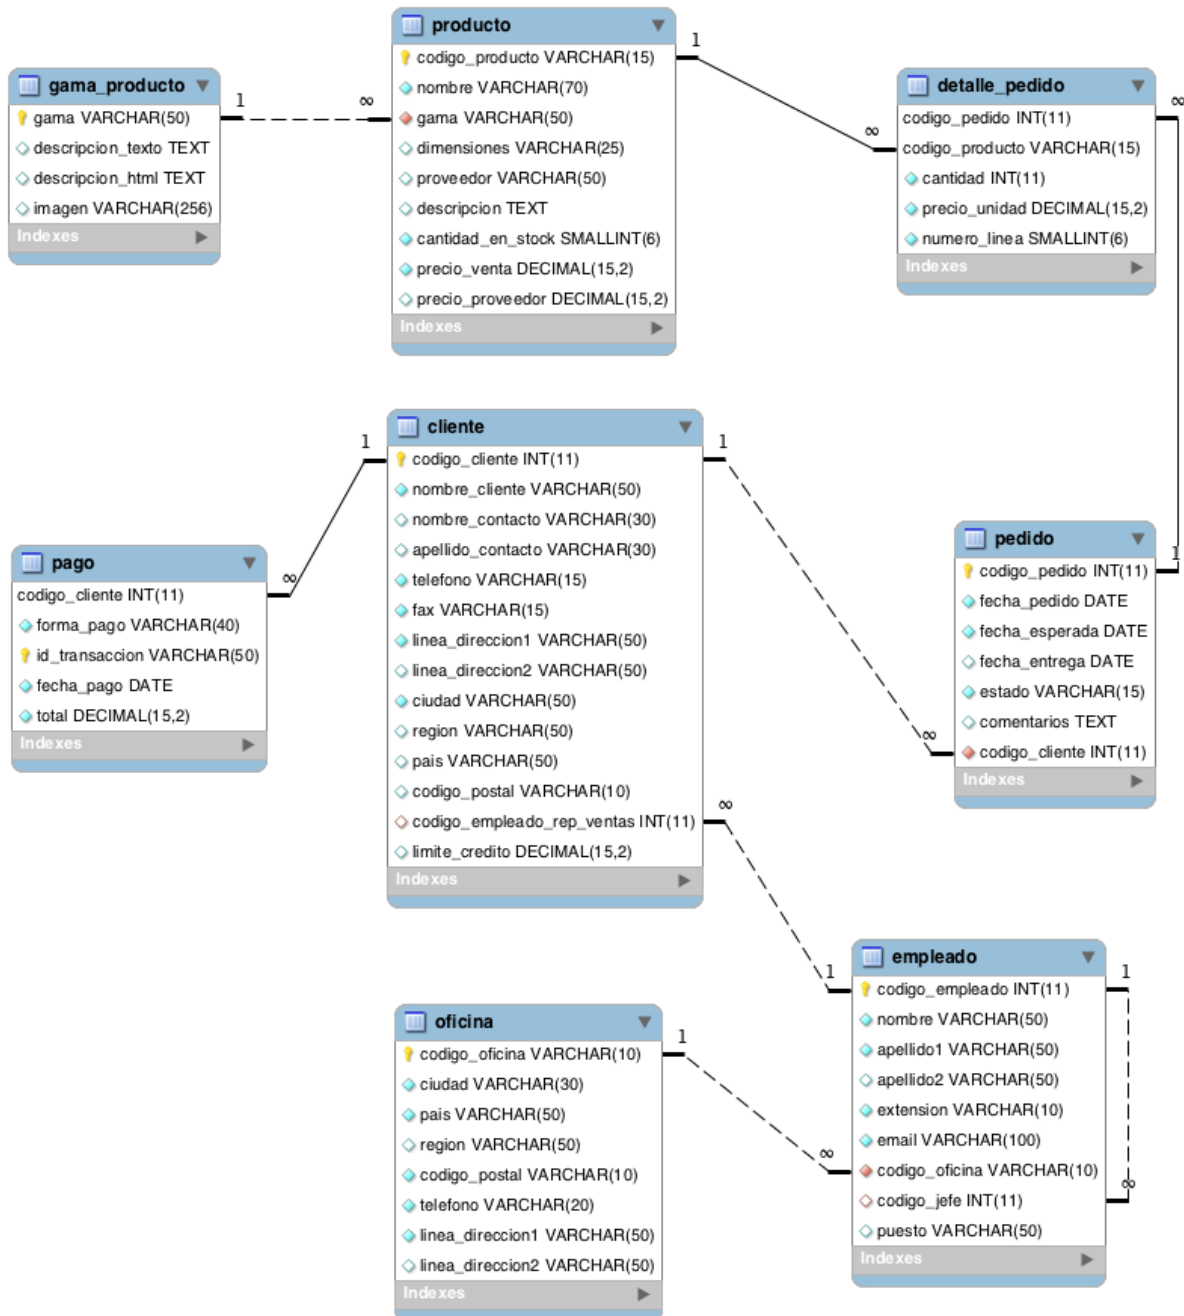 producto
codigo_producto VARCHAR(15)
nombre VARCHAR(70)
gama VARCHAR(50)
dimensiones VARCHAR(25)
proveedor VARCHAR(50)
descripcion TEXT
cantidad_en_stock SMALLINT(6)
precio_venta DECIMAL(15,2)
precio_proveedor DECIMAL(15,2)
Indexes
gama_producto
gama VARCHAR(50)
descripcion_texto TEXT
descripcion_html TEXT
imagen VARCHAR(256)
Indexes
1
∞
1
∞
detalle_pedido
codigo_pedido INT(11)
codigo_producto VARCHAR(15)
cantidad INT(11)
precio_unidad DECIMAL(15,2)
numero_linea SMALLINT(6)
Indexes
∞
1
cliente
codigo_cliente INT(11)
nombre_cliente VARCHAR(50)
nombre_contacto VARCHAR(30)
apellido_contacto VARCHAR(30)
telefono VARCHAR(15)
fax VARCHAR(15)
linea_direccion1 VARCHAR(50)
linea_direccion2 VARCHAR(50)
ciudad VARCHAR(50)
region VARCHAR(50)
pais VARCHAR(50)
codigo_postal VARCHAR(10)
codigo_empleado_rep_ventas INT(11)
limite_credito DECIMAL(15,2)
Indexes
1
∞
pago
codigo_cliente INT(11)
forma_pago VARCHAR(40)
id_transaccion VARCHAR(50)
fecha_pago DATE
total DECIMAL(15,2)
Indexes
1
∞
pedido
codigo_pedido INT(11)
fecha_pedido DATE
fecha_esperada DATE
fecha_entrega DATE
estado VARCHAR(15)
comentarios TEXT
codigo_cliente INT(11)
Indexes
∞
1
empleado
codigo_empleado INT(11)
nombre VARCHAR(50)
apellido1 VARCHAR(50)
apellido2 VARCHAR(50)
extension VARCHAR(10)
email VARCHAR(100)
codigo_oficina VARCHAR(10)
codigo_jefe INT(11)
puesto VARCHAR(50)
Indexes
1
∞
oficina
codigo_oficina VARCHAR(10)
ciudad VARCHAR(30)
pais VARCHAR(50)
region VARCHAR(50)
codigo_postal VARCHAR(10)
telefono VARCHAR(20)
linea_direccion1 VARCHAR(50)
linea_direccion2 VARCHAR(50)
Indexes
1
∞